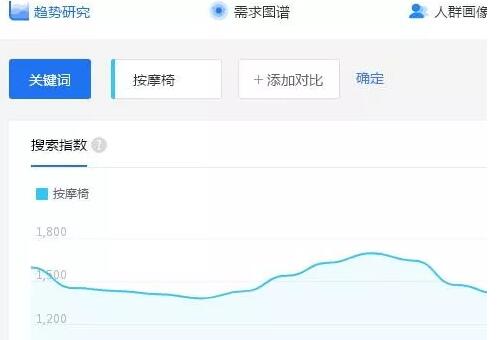 趋势研究 需求图谱 人群画像
关键词 按摩椅 + 添加对比 确定
搜索指数 ?
按摩椅
1,800
1,500
1,200